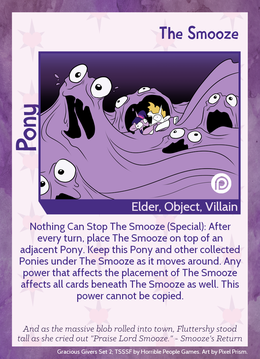 The Smooze
Pony
Elder, Object, Villain
Nothing Can Stop The Smooze (Special): After
every turn, place The Smooze on top of an
adjacent Pony. Keep this Pony and other collected
Ponies under The Smooze as it moves around. Any
power that affects the placement of The Smooze
affects all cards beneath The Smooze as well. This
power cannot be copied.
And as the massive blob rolled into town, Fluttershy stood
tall as she cried out "Praise Lord Smooze." - Smooze's Return
Gracious Givers Set 2; TSSSF by Horrible People Games. Art by Pixel Prism.